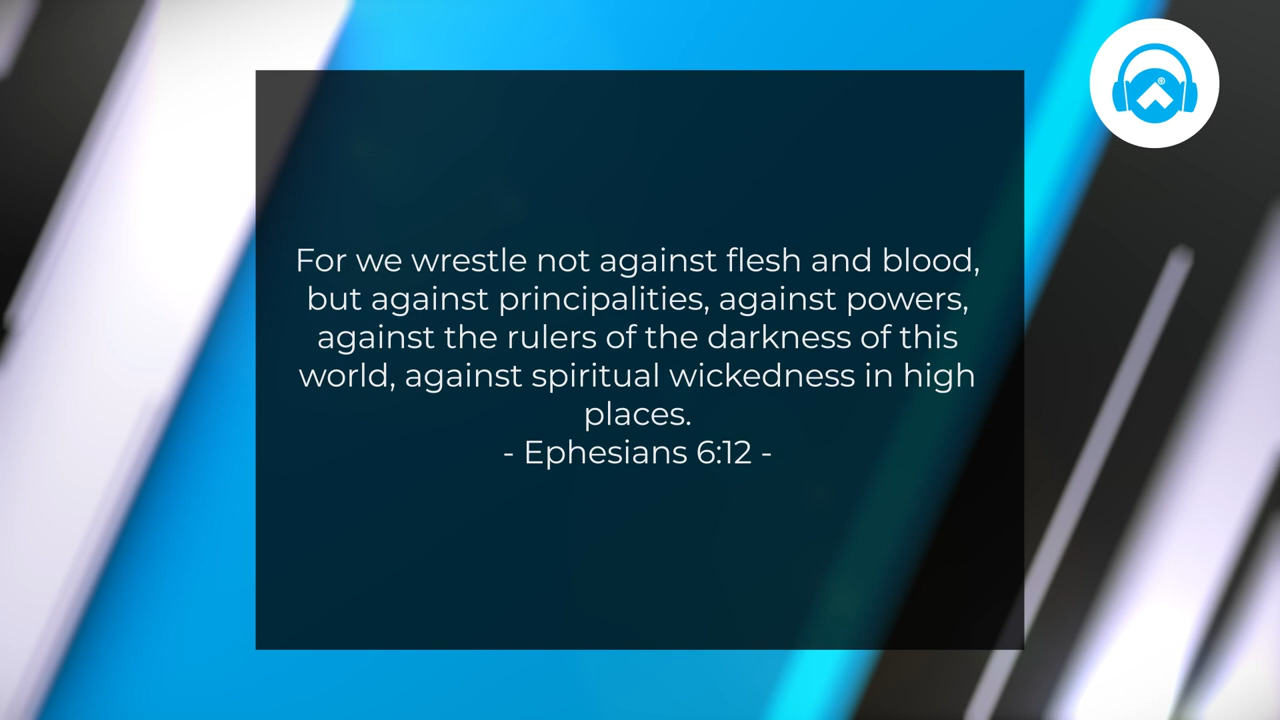 For we wrestle not against flesh and blood,
but against principalities, against powers,
against the rulers of the darkness of this
world, against spiritual wickedness in high
places.
- Ephesians 6:12 -
®